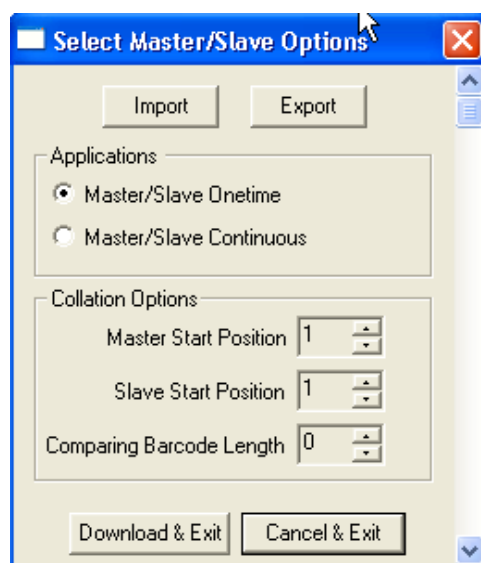 Select Master/Slave Options
Import Export
Applications
Master/Slave Onetime
Master/Slave Continuous
Collation Options
Master Start Position 1
Slave Start Position 1
Comparing Barcode Length 0
Download & Exit Cancel & Exit